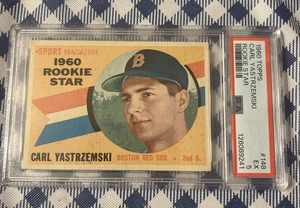 SPORT MAGAZINE
1960
ROOKIE
STAR
B
CARL YASTRZEMSKI
BOSTON RED SOX - 2nd B.
1960 TOPPS
CARL YASTRZEMSKI
ROOKIE STAR
#148
EX
5
128089241